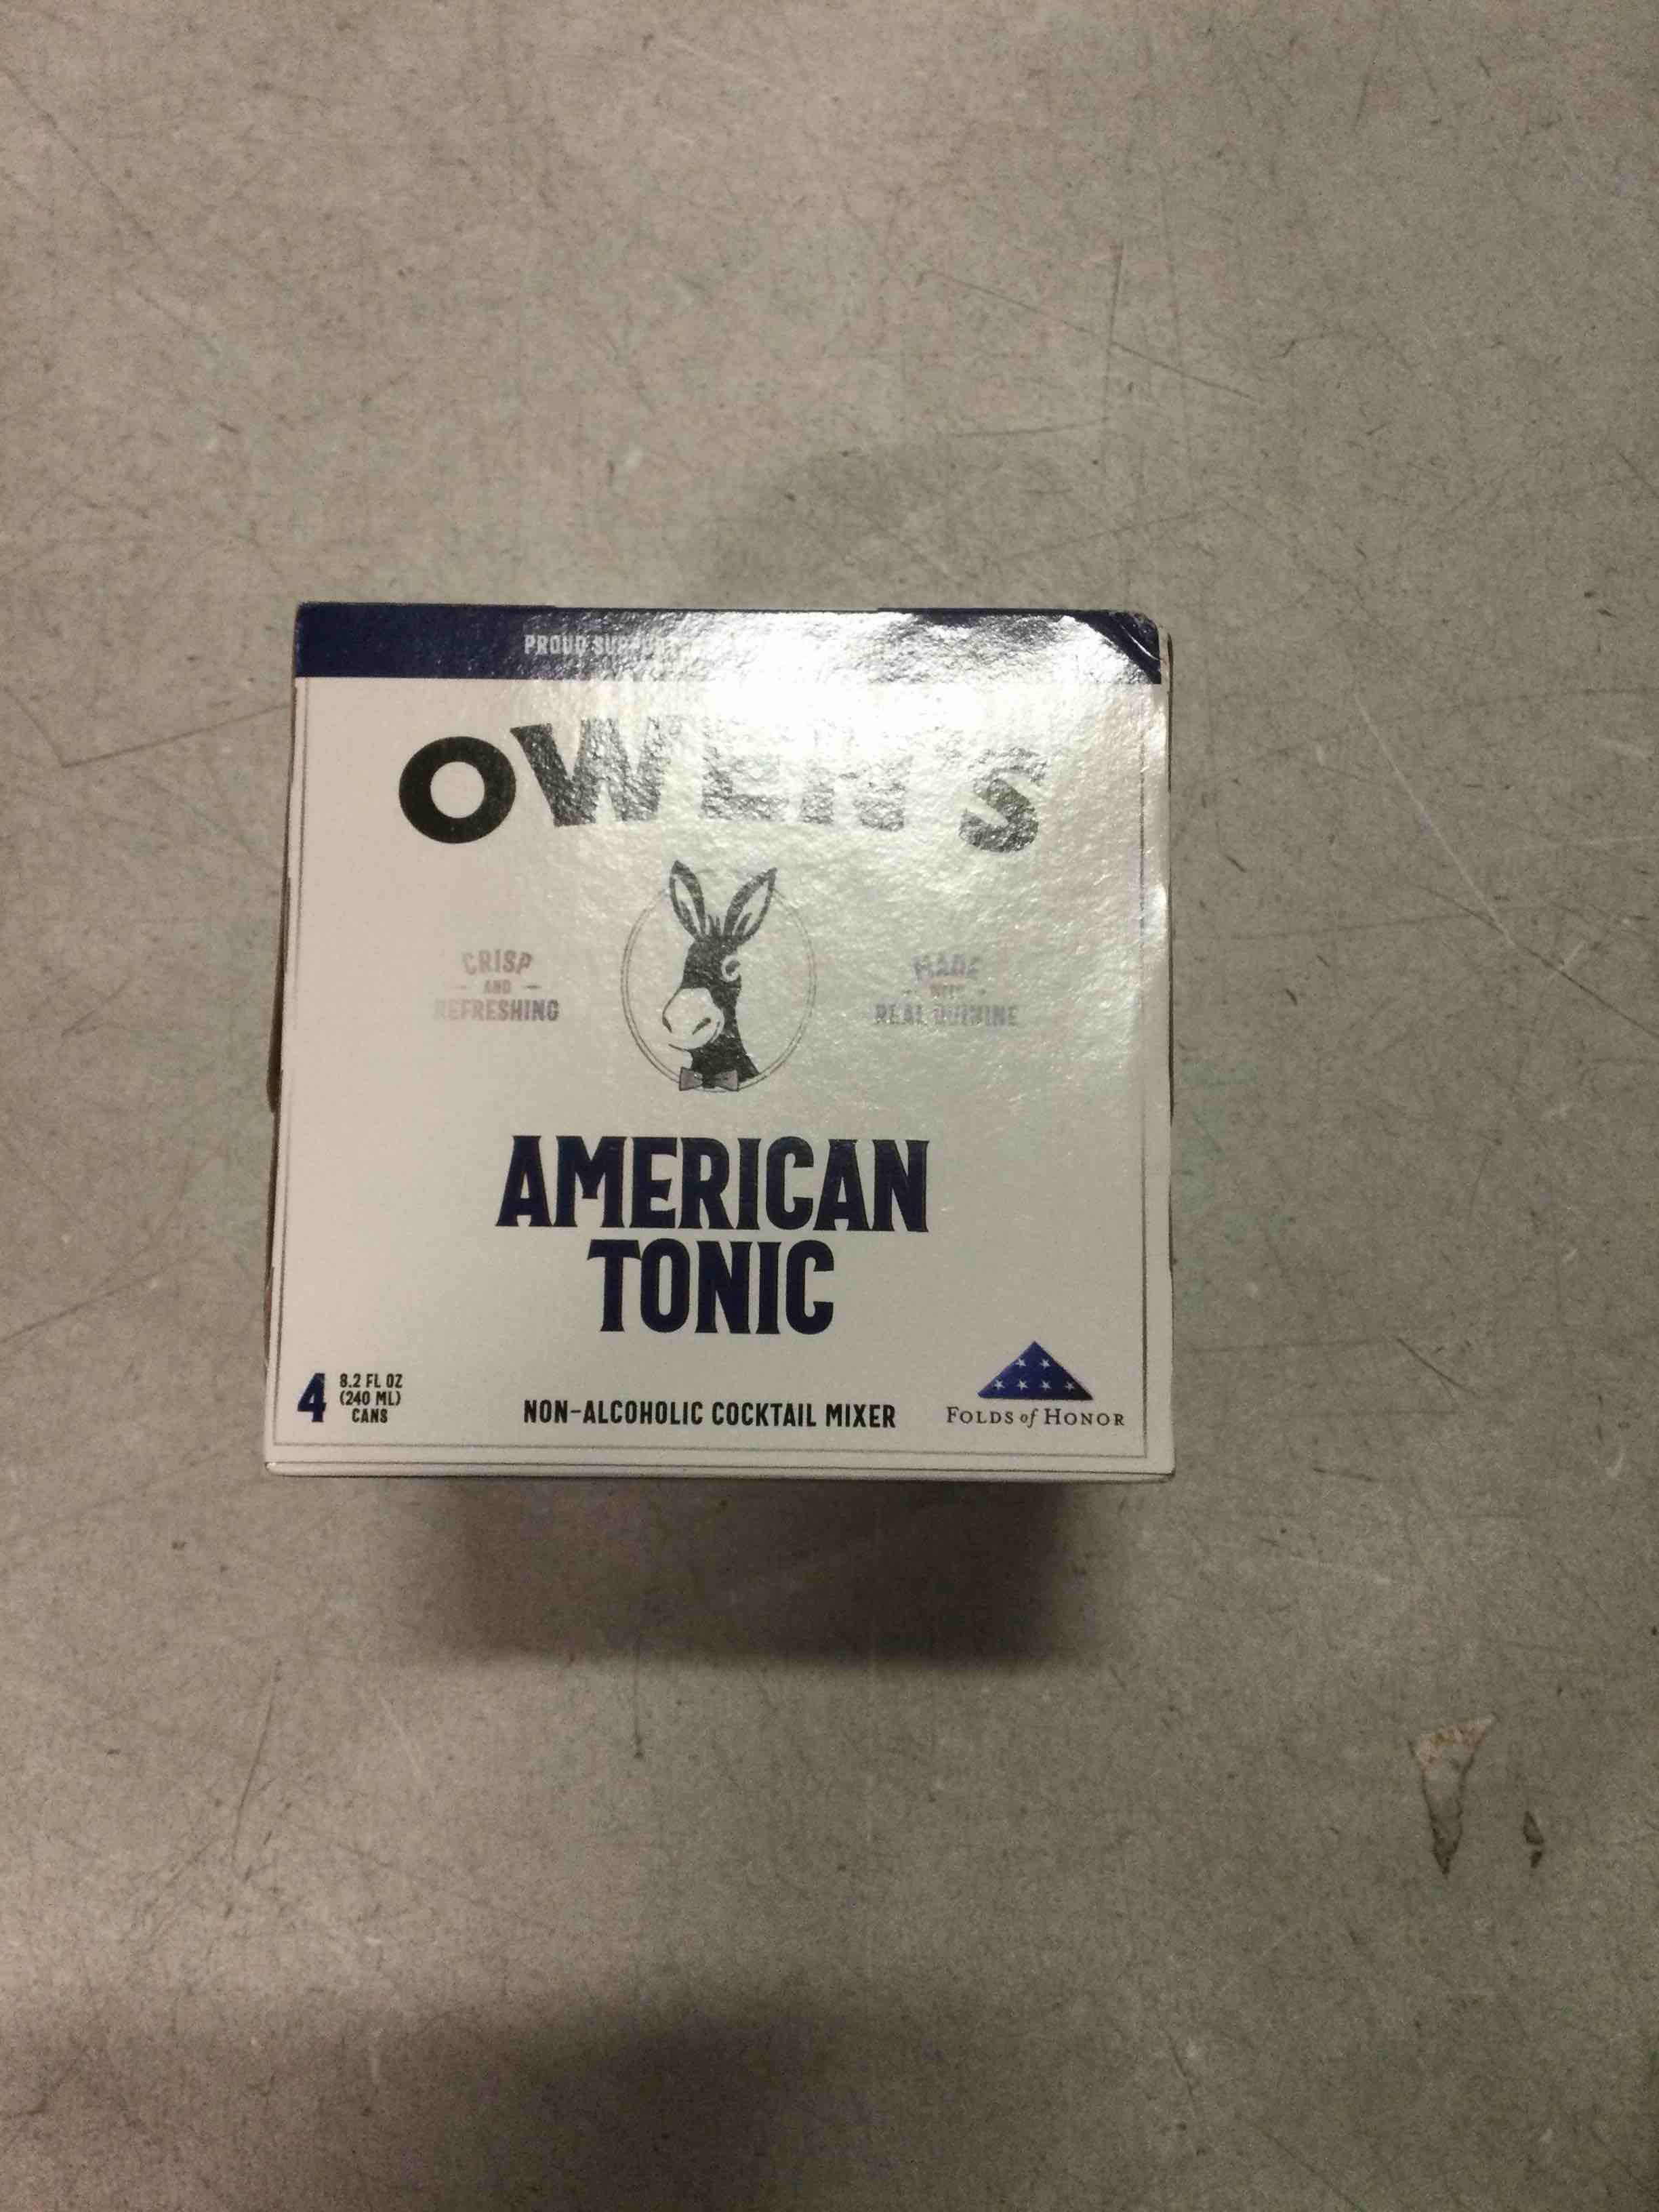 PROUD
OWEN'S
CRISP
AND
REFRESHING
MADE
WITH
REAL QUININE
AMERICAN
TONIC
4 8.2 FL OZ
(240 ML)
CANS
NON-ALCOHOLIC COCKTAIL MIXER
FOLDS of HONOR